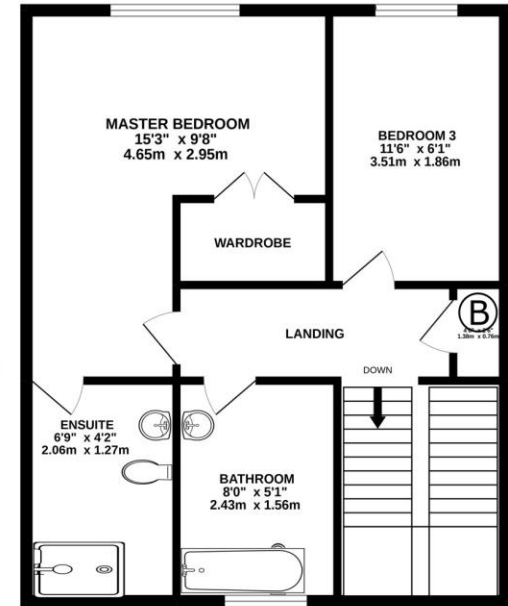 MASTER BEDROOM
15'3" x 9'8"
4.65m x 2.95m
BEDROOM 3
11'6" x 6'1"
3.51m x 1.86m
WARDROBE
B
1.38m x 0.76m
LANDING
DOWN
ENSUITE
6'9" x 4'2"
2.06m x 1.27m
BATHROOM
8'0" x 5'1"
2.43m x 1.56m